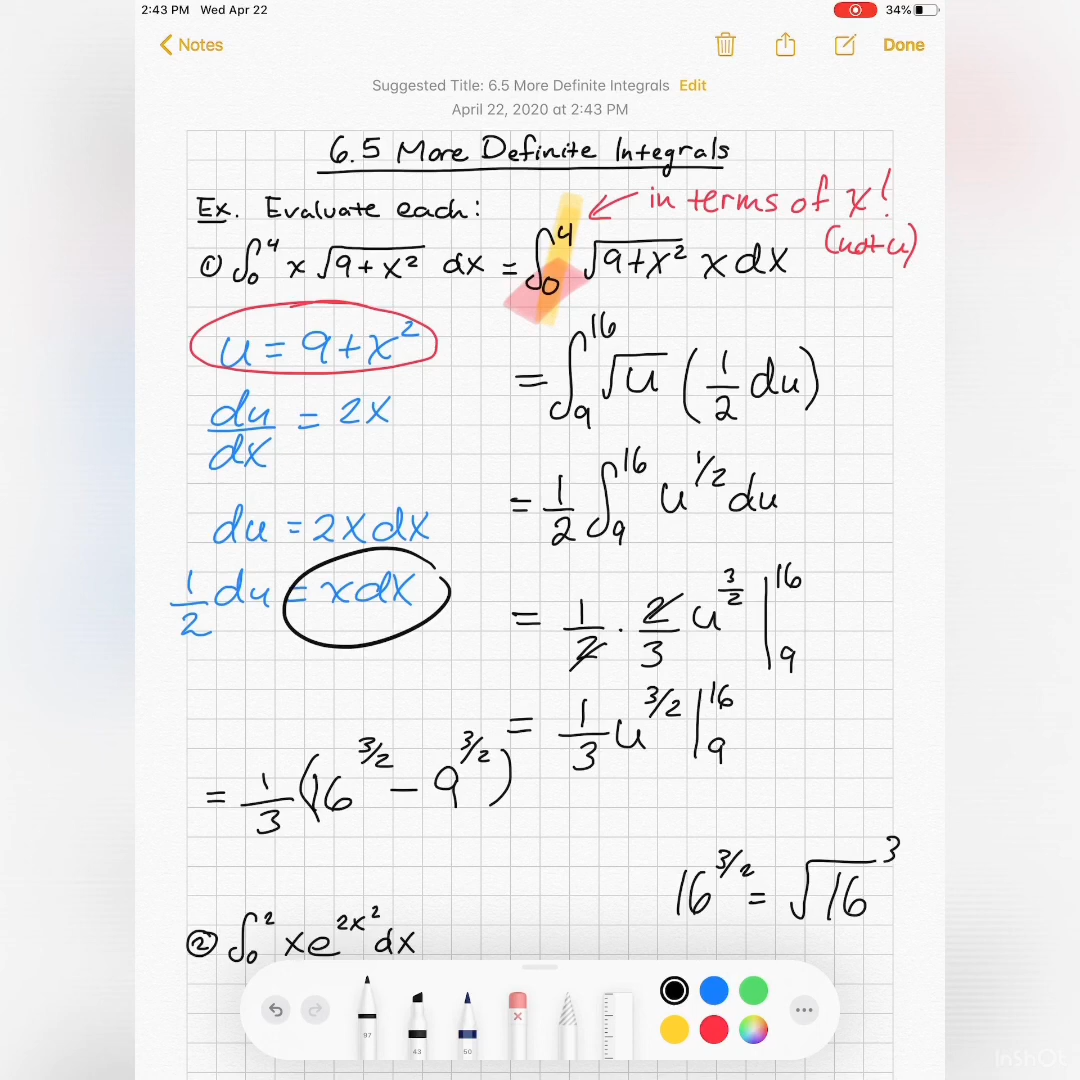 2:43 PM Wed Apr 22
34%
Notes
Done
Suggested Title: 6.5 More Definite Integrals Edit
April 22, 2020 at 2:43 PM
6.5 More Definite Integrals
Ex. Evaluate each:
in terms of x!
(not u)
① ∫₀⁴ x √(9+x²) dx = ∫₀⁴ √(9+x²) x dx
u = 9+x²
= ∫₉¹⁶ √u (1/2 du)
du/dx = 2x
= 1/2 ∫₉¹⁶ u^1/2 du
du = 2x dx
1/2 du = x dx
= 1/2 · 2/3 u^3/2 |₉¹⁶
= 1/3 u^3/2 |₉¹⁶
= 1/3 (16^3/2 − 9^3/2)
16^3/2 = √16³
② ∫₀² xe^2x² dx
97
43
50
InShOt